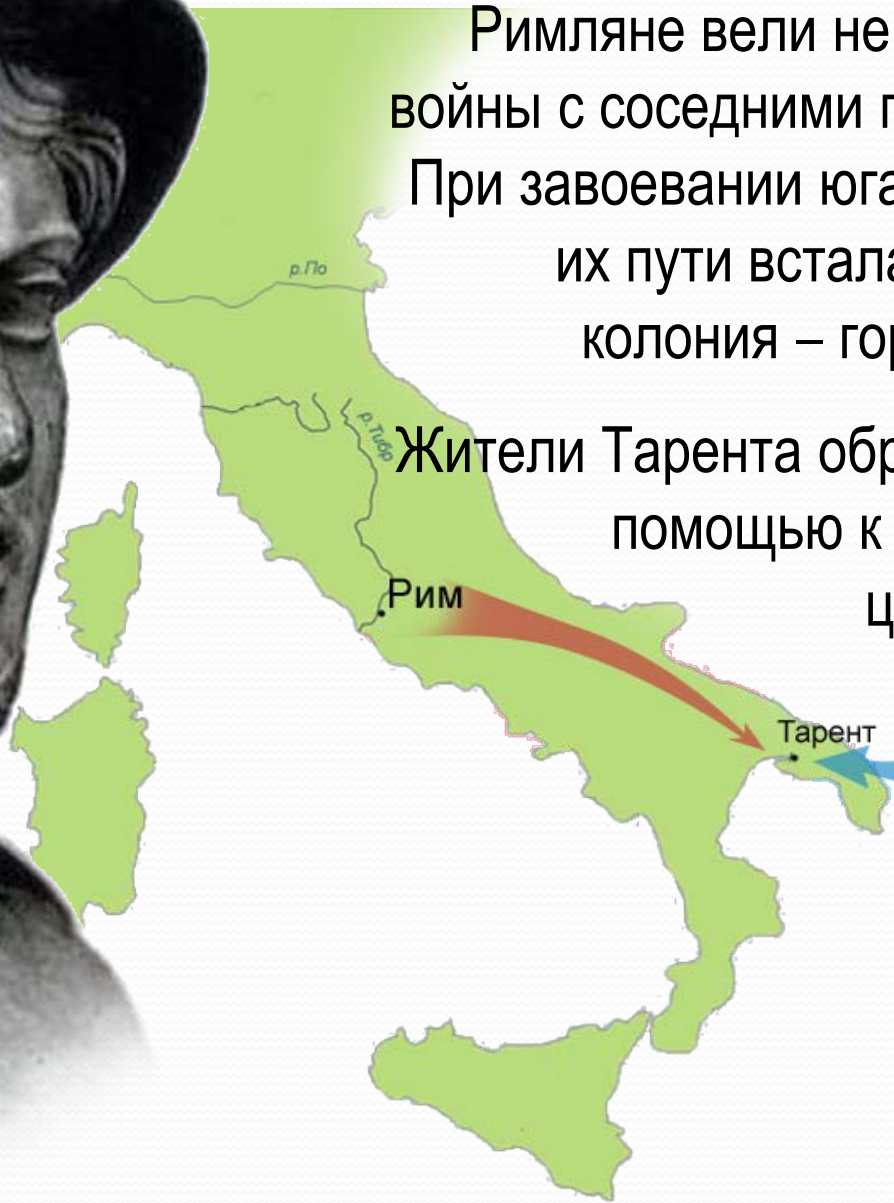 Римляне вели не
войны с соседними
При завоевании юга
их пути встала
колония – гор
р.По
р.Тибр
Жители Тарента обр
помощью к
ц
Рим
Тарент